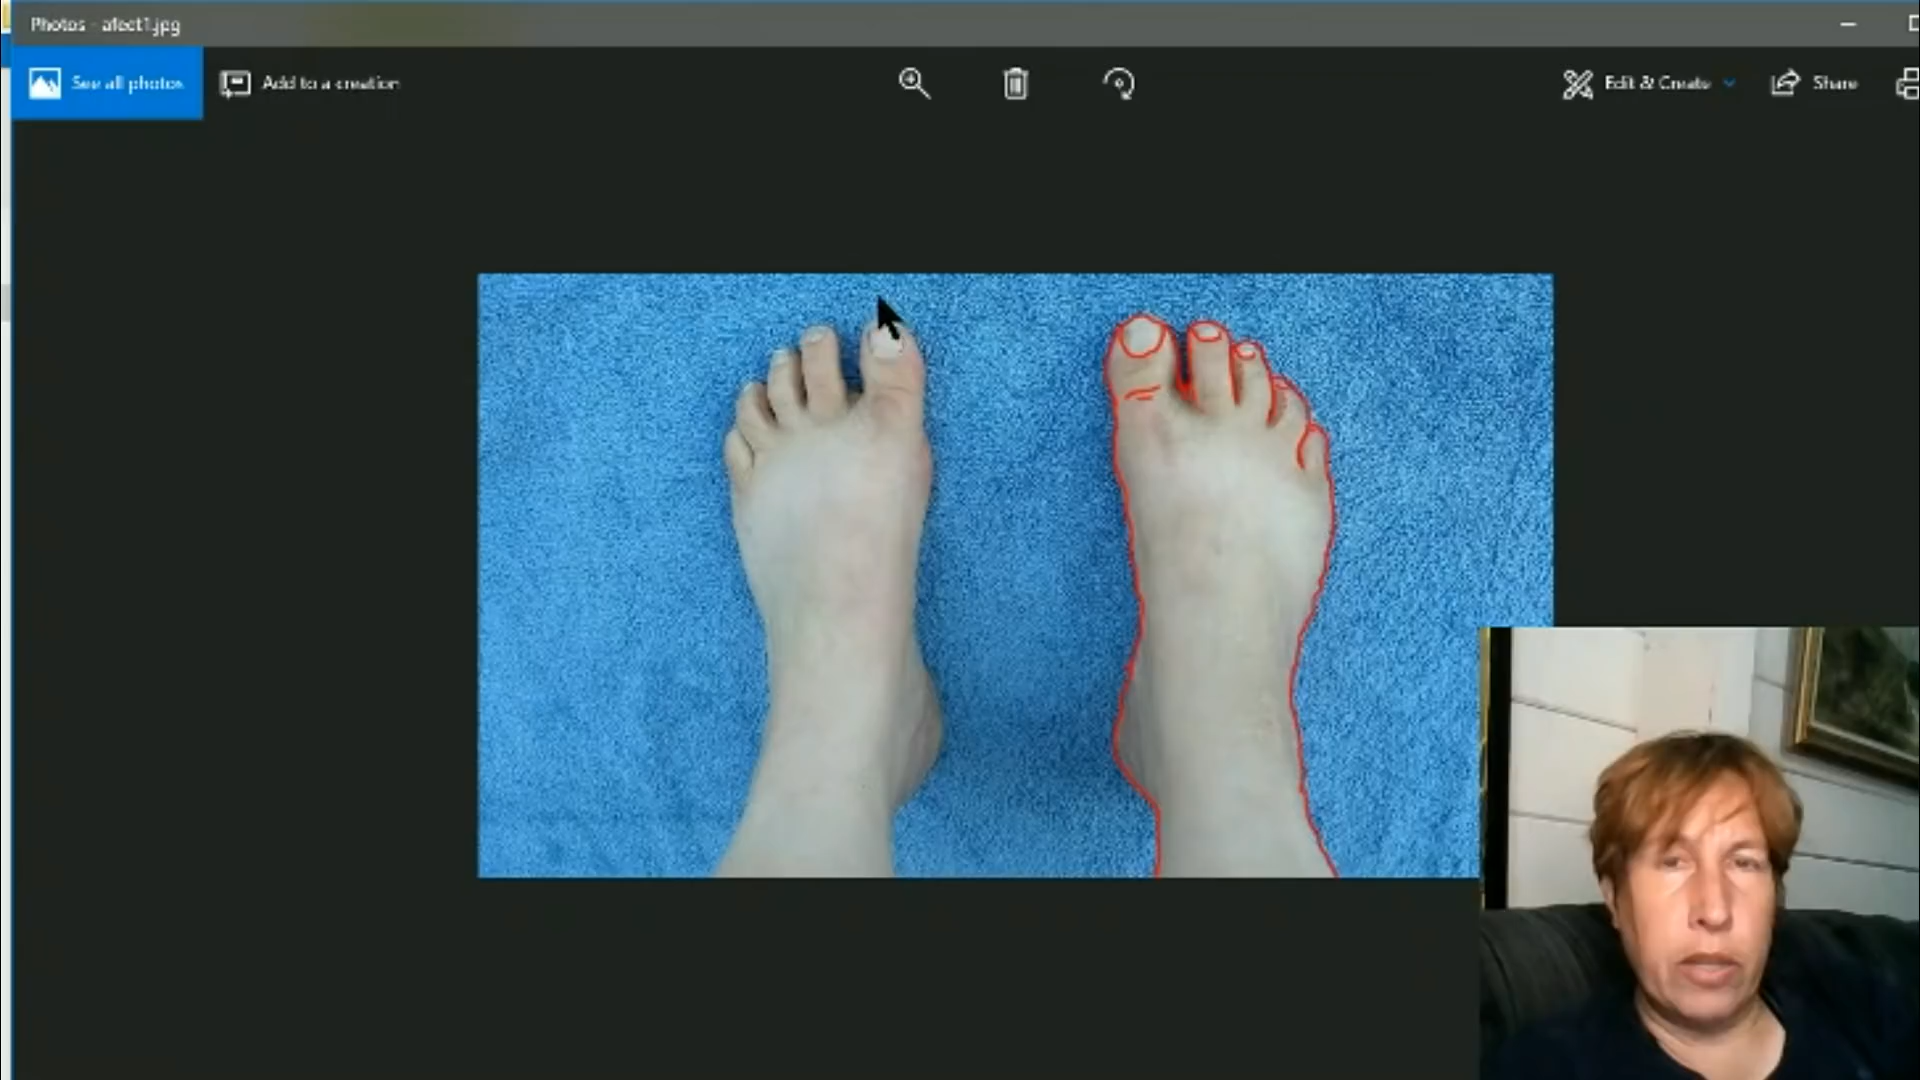 Photos - afect1.jpg
See all photos
Add to a creation
Edit & Create
Share